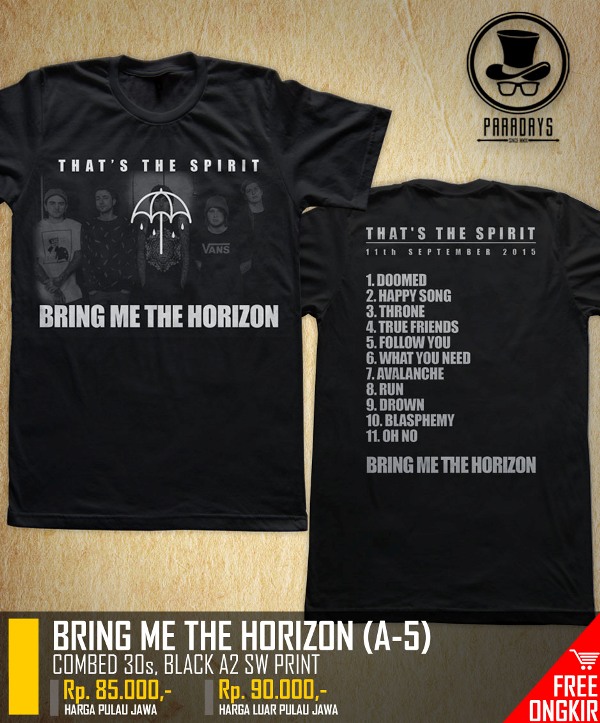 PARADAYS
THAT'S THE SPIRIT
VANS
BRING ME THE HORIZON
THAT'S THE SPIRIT
11th SEPTEMBER 2015
1. DOOMED
2. HAPPY SONG
3. THRONE
4. TRUE FRIENDS
5. FOLLOW YOU
6. WHAT YOU NEED
7. AVALANCHE
8. RUN
9. DROWN
10. BLASPHEMY
11. OH NO
BRING ME THE HORIZON
BRING ME THE HORIZON (A-5)
COMBED 30s, BLACK A2 SW PRINT
Rp. 85.000,- Rp. 90.000,-
HARGA PULAU JAWA HARGA LUAR PULAU JAWA
FREE
ONGKIR